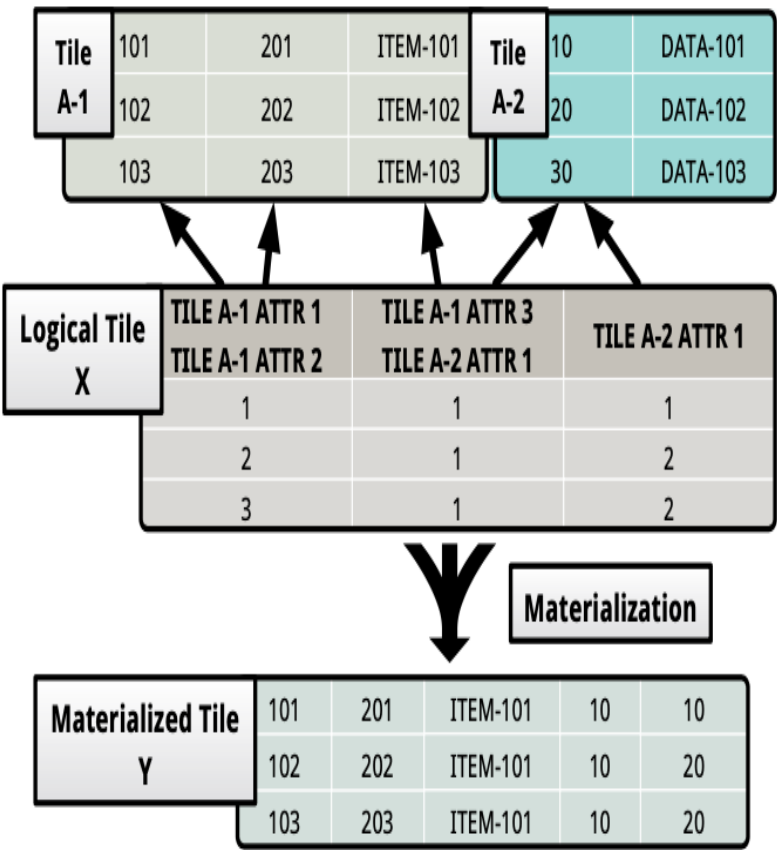 Tile A-1 101 201 ITEM-101 Tile A-2 10 DATA-101
102 202 ITEM-102 20 DATA-102
103 203 ITEM-103 30 DATA-103
Logical Tile X
TILE A-1 ATTR 1 TILE A-1 ATTR 3 TILE A-2 ATTR 1
TILE A-1 ATTR 2 TILE A-2 ATTR 1
1 1 1
2 1 2
3 1 2
Materialization
Materialized Tile Y
101 201 ITEM-101 10 10
102 202 ITEM-101 10 20
103 203 ITEM-101 10 20